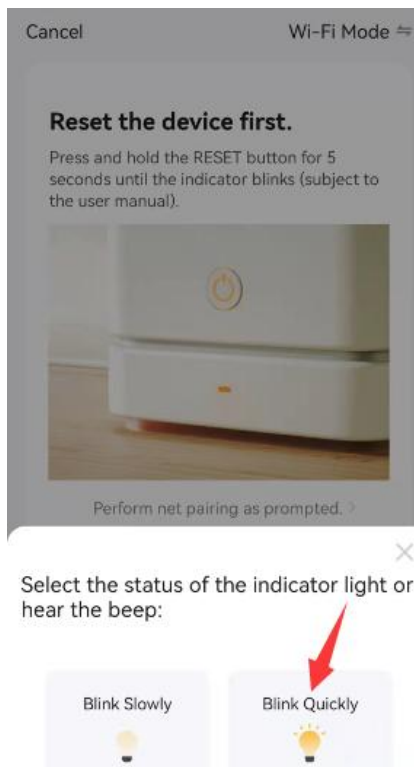 Cancel
Wi-Fi Mode
Reset the device first.
Press and hold the RESET button for 5
seconds until the indicator blinks (subject to
the user manual).
Perform net pairing as prompted. >
Select the status of the indicator light or
hear the beep:
Blink Slowly
Blink Quickly